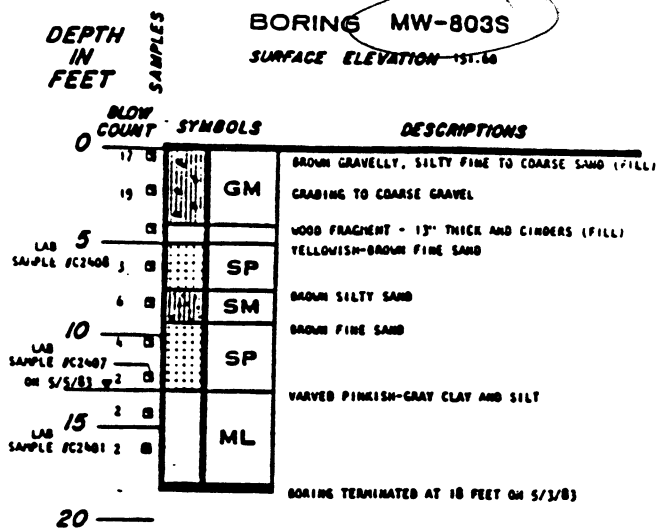 BORING MW-803S
SURFACE ELEVATION 151.60
DEPTH
IN
FEET
SAMPLES
BLOW
COUNT
SYMBOLS
DESCRIPTIONS
0
17
GM
BROWN GRAVELLY, SILTY FINE TO COARSE SAND (FILL)
19
GRADING TO COARSE GRAVEL
WOOD FRAGMENT - 13" THICK AND CINDERS (FILL)
5
YELLOWISH-BROWN FINE SAND
LAB
SAMPLE #C2408
3
SP
6
SM
BROWN SILTY SAND
10
BROWN FINE SAND
4
LAB
SAMPLE #C2407
SP
ON 5/5/83
2
VARVED PINKISH-GRAY CLAY AND SILT
2
15
LAB
SAMPLE #C2401
2
ML
BORING TERMINATED AT 18 FEET ON 5/3/83
20